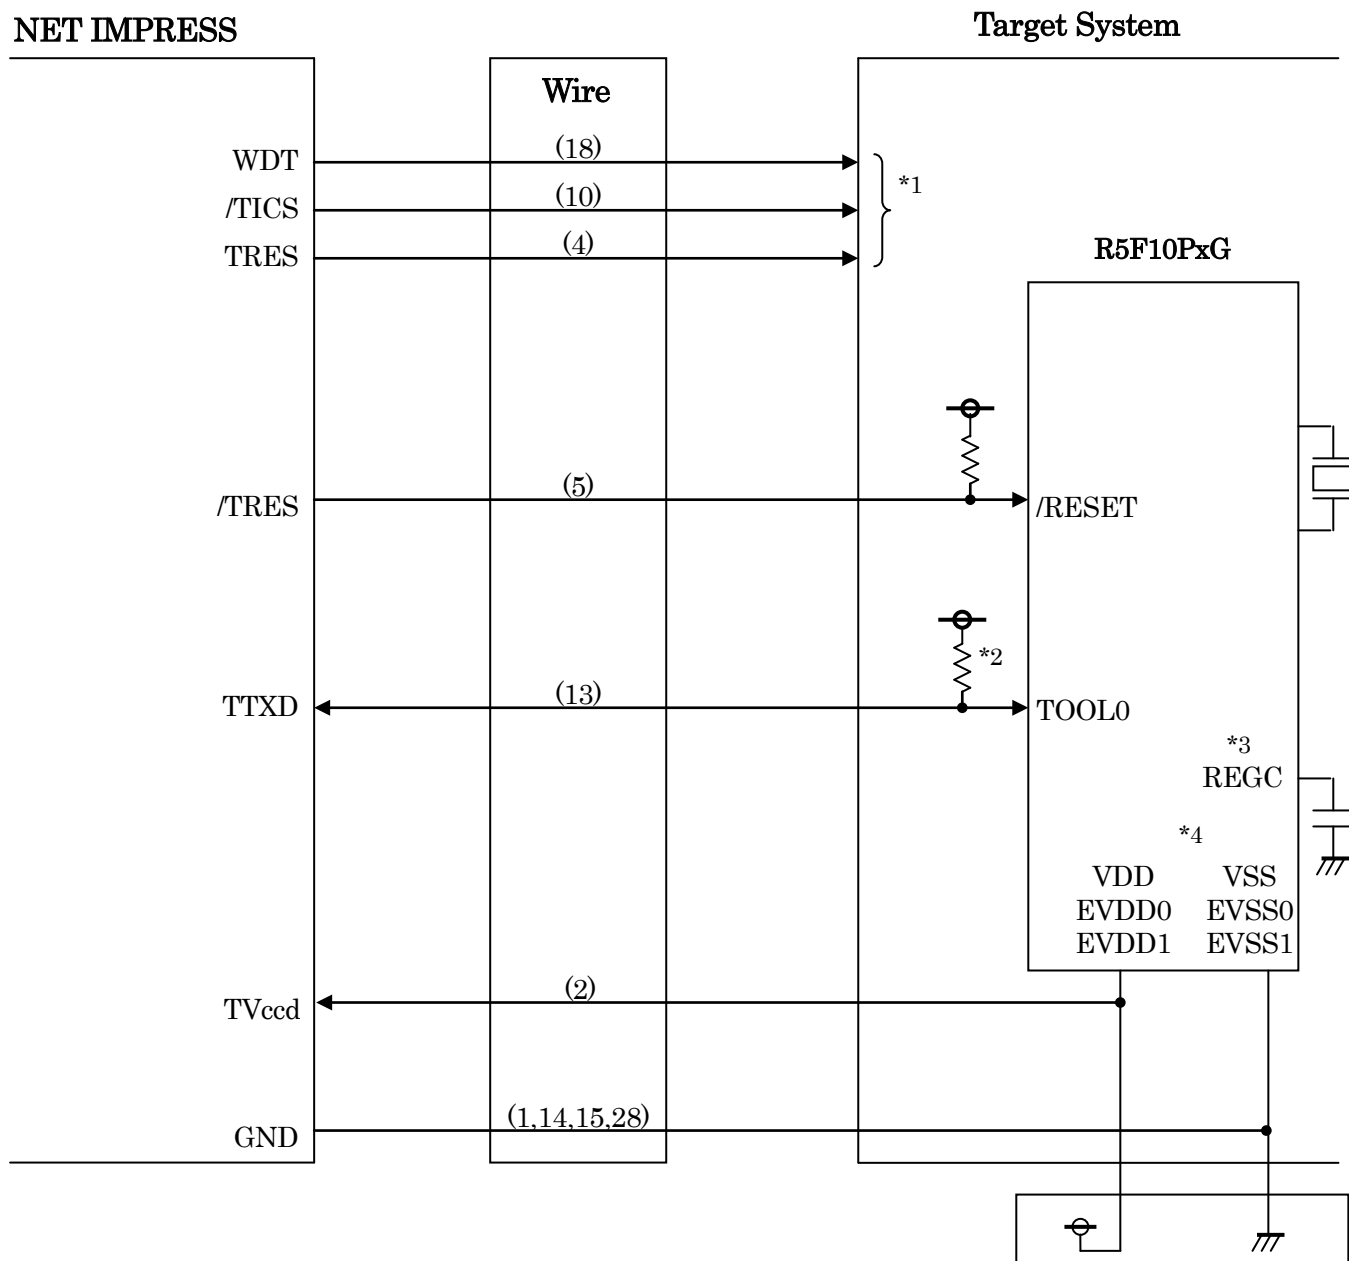 NET IMPRESS
Target System
Wire
WDT
(18)
*1
/TICS
(10)
TRES
(4)
R5F10PxG
/TRES
(5)
/RESET
*2
TTXD
(13)
TOOL0
*3
REGC
*4
VDD
VSS
EVDD0
EVSS0
EVDD1
EVSS1
TVccd
(2)
GND
(1,14,15,28)